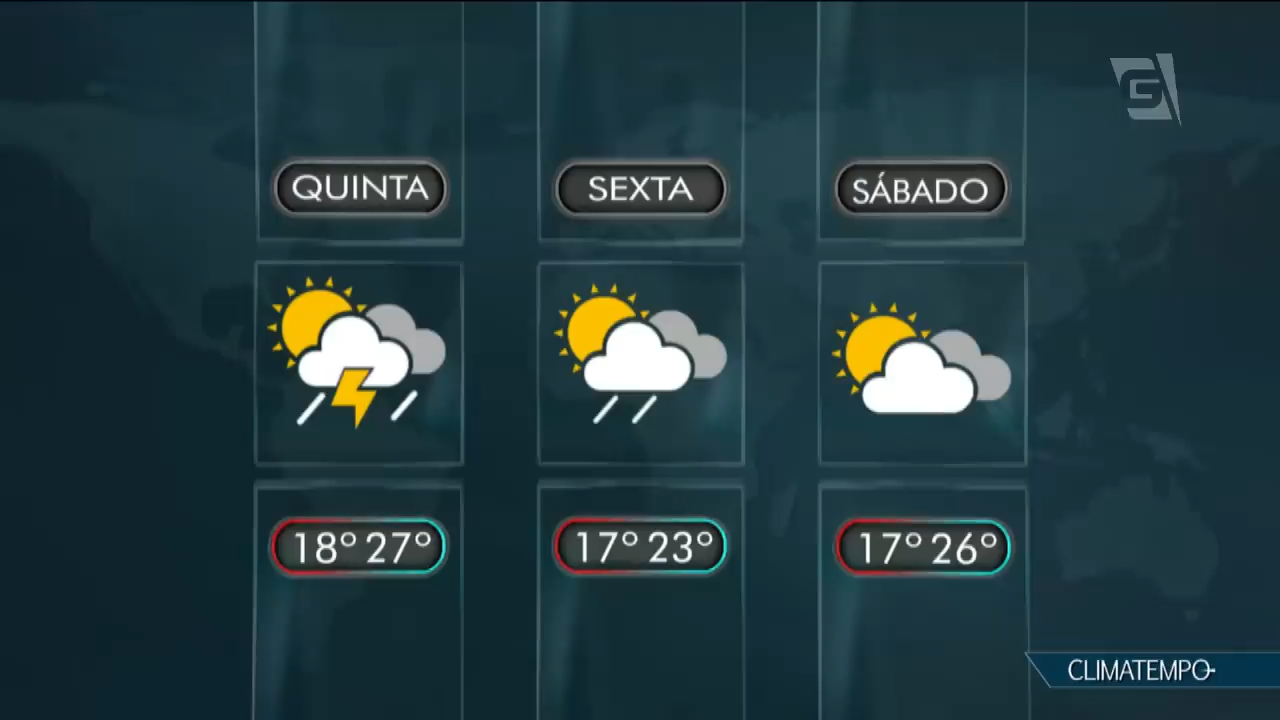 QUINTA
SEXTA
SÁBADO
18° 27°
17° 23°
17° 26°
CLIMATEMPO